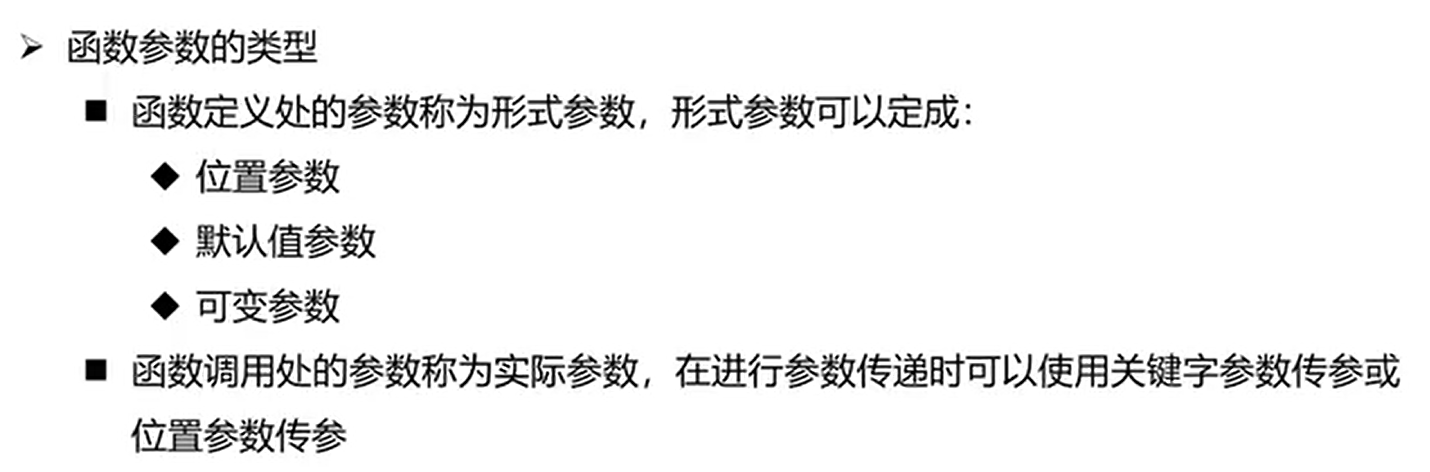 ➢ 函数参数的类型
■ 函数定义处的参数称为形式参数，形式参数可以定成：
◆ 位置参数
◆ 默认值参数
◆ 可变参数
■ 函数调用处的参数称为实际参数，在进行参数传递时可以使用关键字参数传参或
位置参数传参